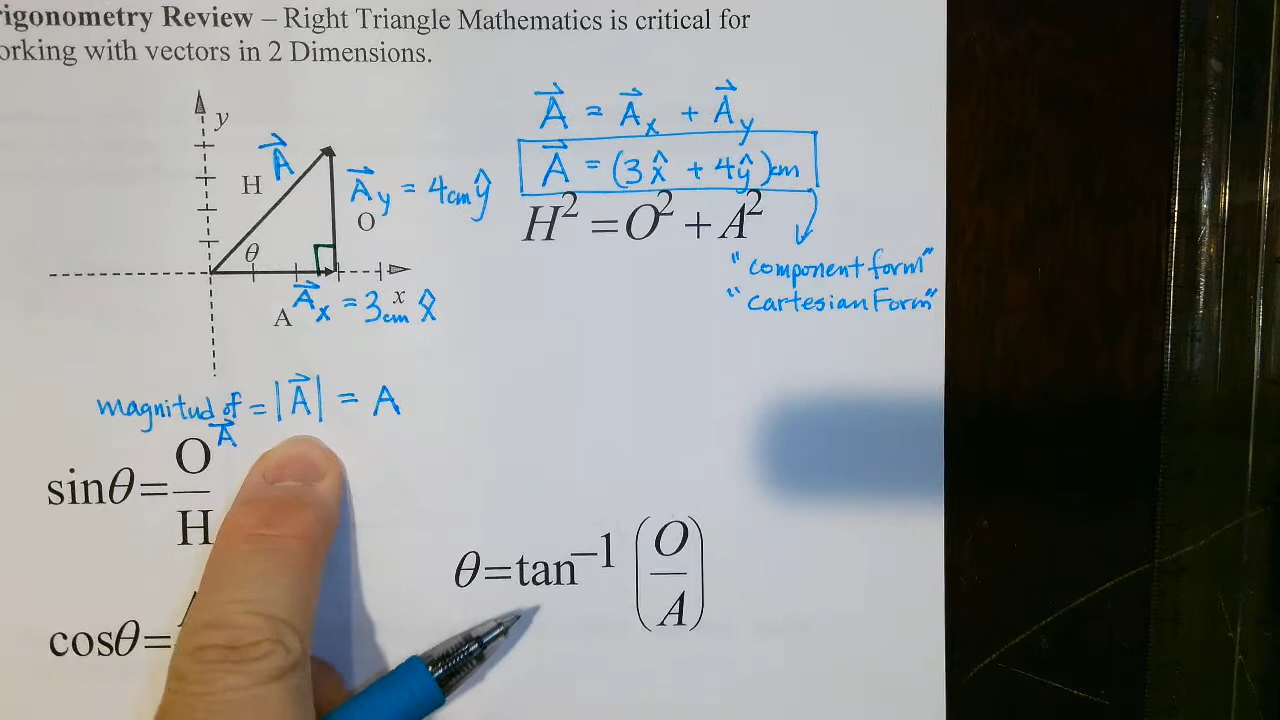 rigonometry Review – Right Triangle Mathematics is critical for
orking with vectors in 2 Dimensions.
y
A⃗
H
A⃗y = 4cm ŷ
O
θ
x
A⃗x = 3cm x̂
A
A⃗ = A⃗x + A⃗y
A⃗ = (3x̂ + 4ŷ)cm
H² = O² + A²
"component form"
"Cartesian Form"
magnitud of A⃗ = |A⃗| = A
sinθ = O/H
cosθ =
θ = tan⁻¹ (O/A)